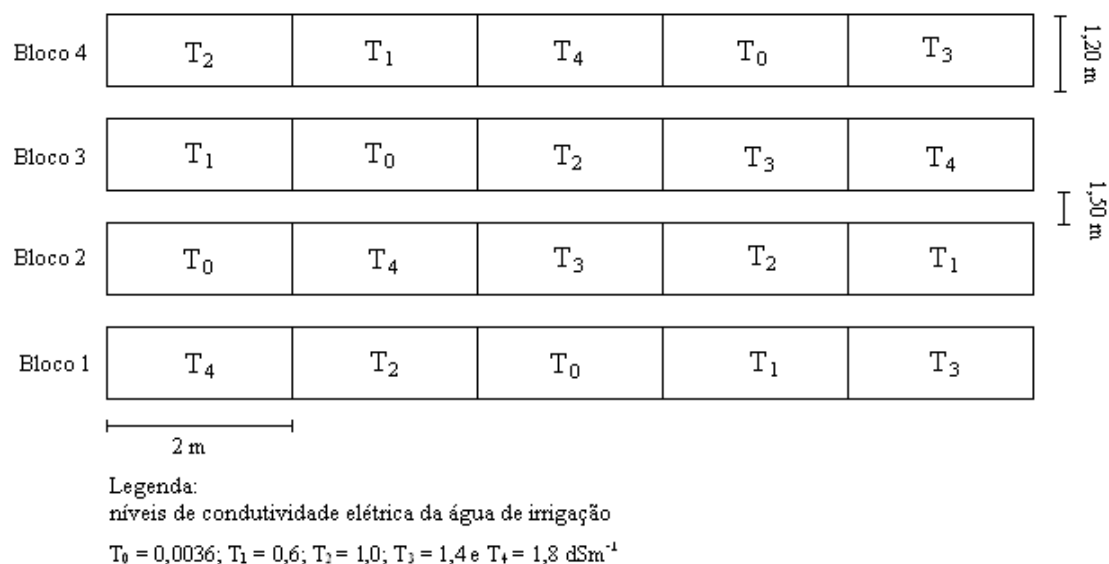 Bloco 4 T₂ T₁ T₄ T₀ T₃ 1,20 m
Bloco 3 T₁ T₀ T₂ T₃ T₄
1,50 m
Bloco 2 T₀ T₄ T₃ T₂ T₁
Bloco 1 T₄ T₂ T₀ T₁ T₃
2 m
Legenda:
níveis de condutividade elétrica da água de irrigação
T₀ = 0,0036; T₁ = 0,6; T₂ = 1,0; T₃ = 1,4 e T₄ = 1,8 dSm⁻¹